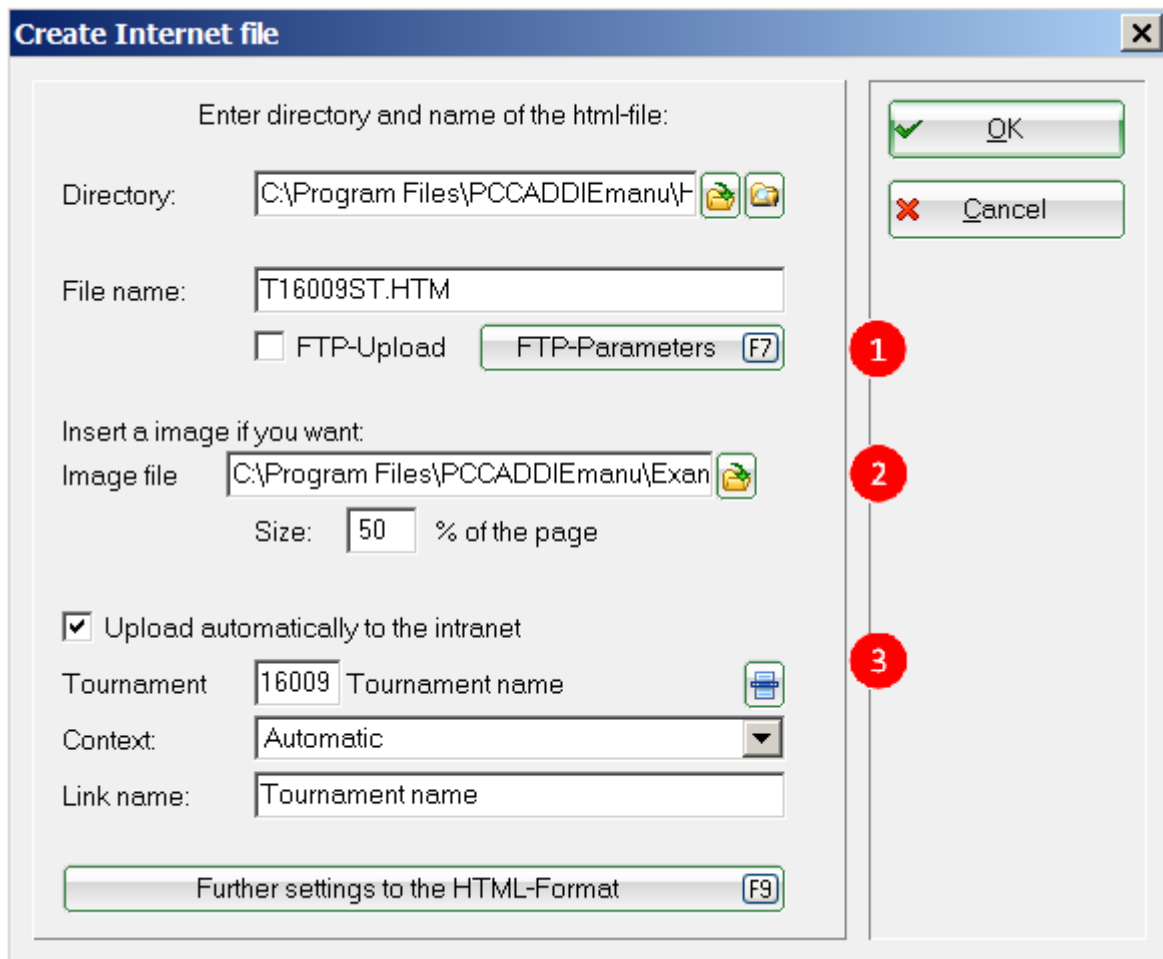 Create Internet file
Enter directory and name of the html-file:
OK
Directory: C:\Program Files\PCCADDIEmanu\H
Cancel
File name: T16009ST.HTM
FTP-Upload FTP-Parameters F7
1
Insert a image if you want:
Image file C:\Program Files\PCCADDIEmanu\Exan
2
Size: 50 % of the page
Upload automatically to the intranet
3
Tournament 16009 Tournament name
Context: Automatic
Link name: Tournament name
Further settings to the HTML-Format F9